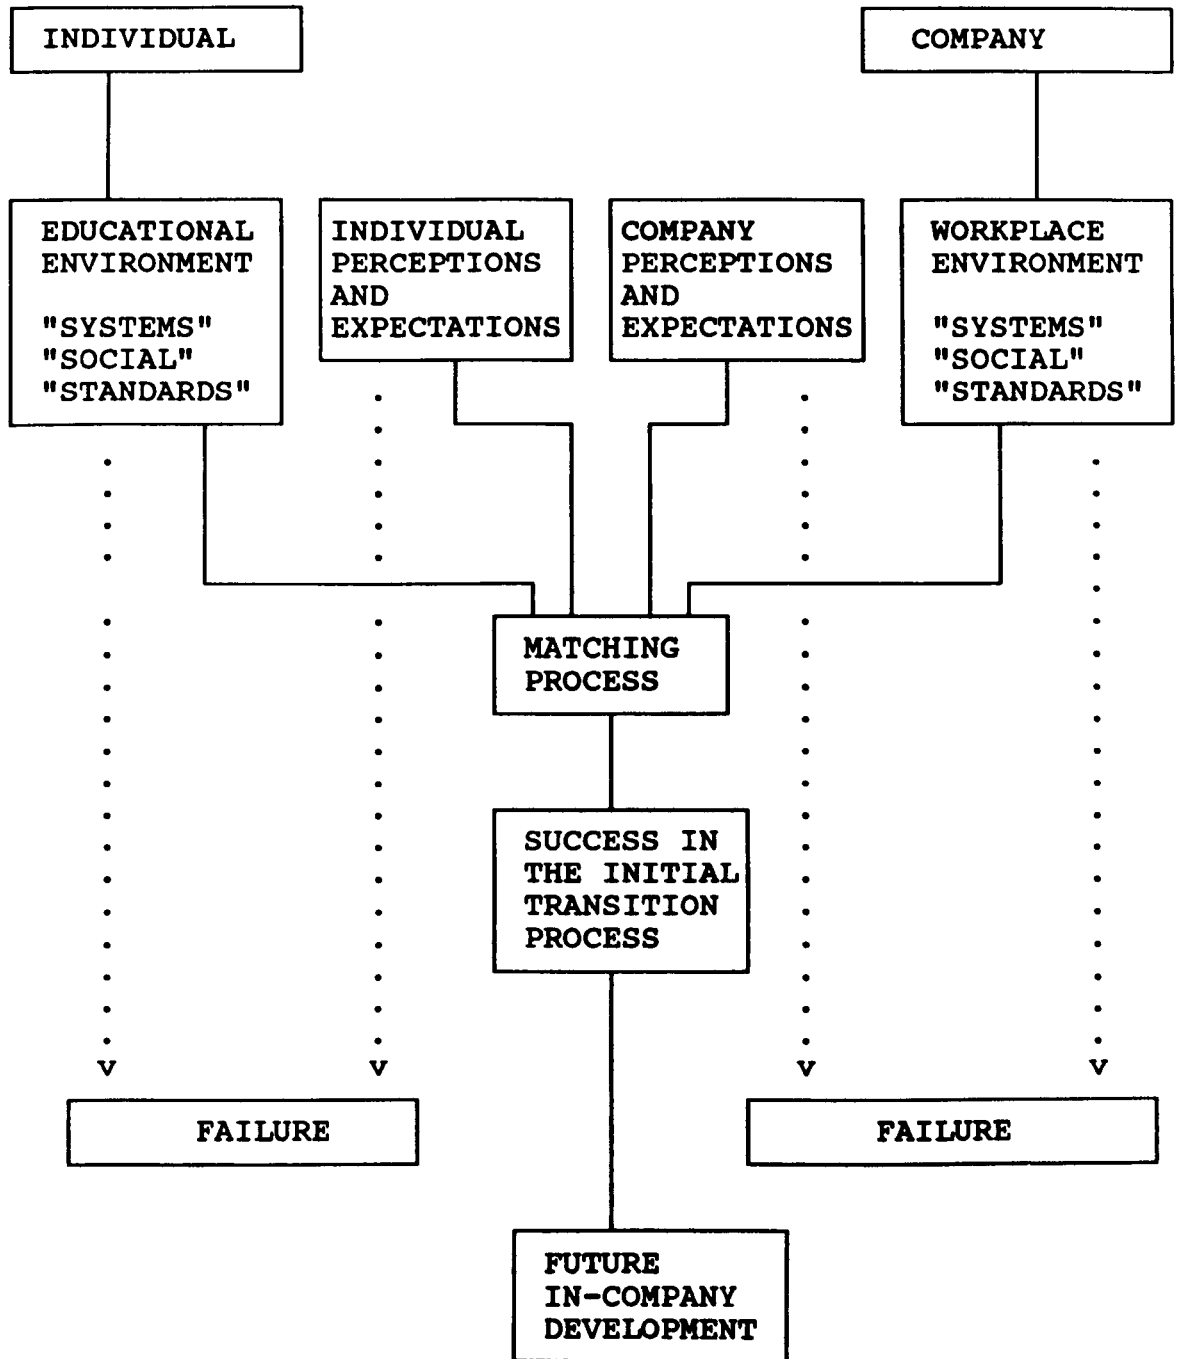 INDIVIDUAL
COMPANY
EDUCATIONAL
ENVIRONMENT
"SYSTEMS"
"SOCIAL"
"STANDARDS"
INDIVIDUAL
PERCEPTIONS
AND
EXPECTATIONS
COMPANY
PERCEPTIONS
AND
EXPECTATIONS
WORKPLACE
ENVIRONMENT
"SYSTEMS"
"SOCIAL"
"STANDARDS"
MATCHING
PROCESS
SUCCESS IN
THE INITIAL
TRANSITION
PROCESS
v v v v
FAILURE
FAILURE
FUTURE
IN-COMPANY
DEVELOPMENT